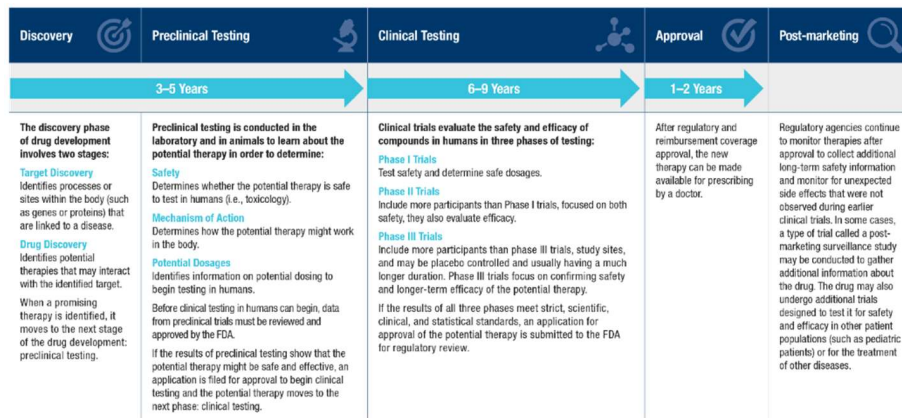 Discovery
Preclinical Testing
Clinical Testing
Approval
Post-marketing
3–5 Years
6–9 Years
1–2 Years
The discovery phase
of drug development
involves two stages:
Target Discovery
Identifies processes or
sites within the body (such
as genes or proteins) that
are linked to a disease.
Drug Discovery
Identifies potential
therapies that may interact
with the identified target.
When a promising
therapy is identified, it
moves to the next stage
of the drug development:
preclinical testing.
Preclinical testing is conducted in the
laboratory and in animals to learn about the
potential therapy in order to determine:
Safety
Determines whether the potential therapy is safe
to test in humans (i.e., toxicology).
Mechanism of Action
Determines how the potential therapy might work
in the body.
Potential Dosages
Identifies information on potential dosing to
begin testing in humans.
Before clinical testing in humans can begin, data
from preclinical trials must be reviewed and
approved by the FDA.
If the results of preclinical testing show that the
potential therapy might be safe and effective, an
application is filed for approval to begin clinical
testing and the potential therapy moves to the
next phase: clinical testing.
Clinical trials evaluate the safety and efficacy of
compounds in humans in three phases of testing:
Phase I Trials
Test safety and determine safe dosages.
Phase II Trials
Include more participants than Phase I trials, focused on both
safety, they also evaluate efficacy.
Phase III Trials
Include more participants than phase III trials, study sites,
and may be placebo controlled and usually having a much
longer duration. Phase III trials focus on confirming safety
and longer-term efficacy of the potential therapy.
If the results of all three phases meet strict, scientific,
clinical, and statistical standards, an application for
approval of the potential therapy is submitted to the FDA
for regulatory review.
After regulatory and
reimbursement coverage
approval, the new
therapy can be made
available for prescribing
by a doctor.
Regulatory agencies continue
to monitor therapies after
approval to collect additional
long-term safety information
and monitor for unexpected
side effects that were not
observed during earlier
clinical trials. In some cases,
a type of trial called a post-
marketing surveillance study
may be conducted to gather
additional information about
the drug. The drug may also
undergo additional trials
designed to test it for safety
and efficacy in other patient
populations (such as pediatric
patients) or for the treatment
of other diseases.